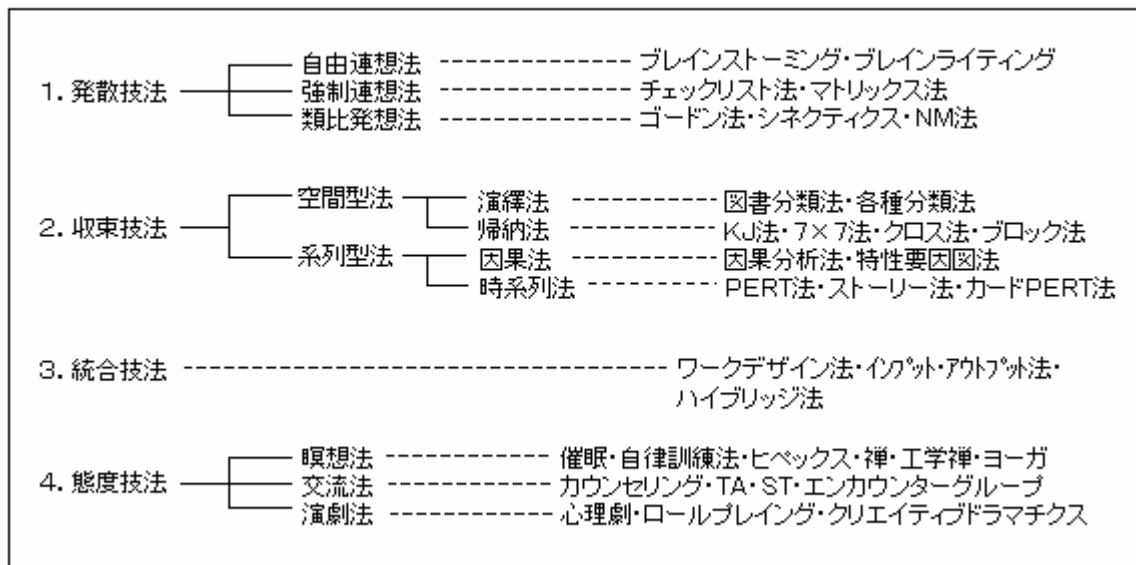 自由連想法 ブレインストーミング・ブレインライティング
1. 発散技法 強制連想法 チェックリスト法・マトリックス法
類比発想法 ゴードン法・シネクティクス・NM法
空間型法 演繹法 図書分類法・各種分類法
2. 収束技法 帰納法 KJ法・7×7法・クロス法・ブロック法
系列型法 因果法 因果分析法・特性要因図法
時系列法 PERT法・ストーリー法・カードPERT法
3. 統合技法 ワークデザイン法・インプット・アウトプット法・
ハイブリッジ法
瞑想法 催眠・自律訓練法・ヒペックス・禅・工学禅・ヨーガ
4. 態度技法 交流法 カウンセリング・TA・ST・エンカウンターグループ
演劇法 心理劇・ロールプレイング・クリエイティブドラマチクス